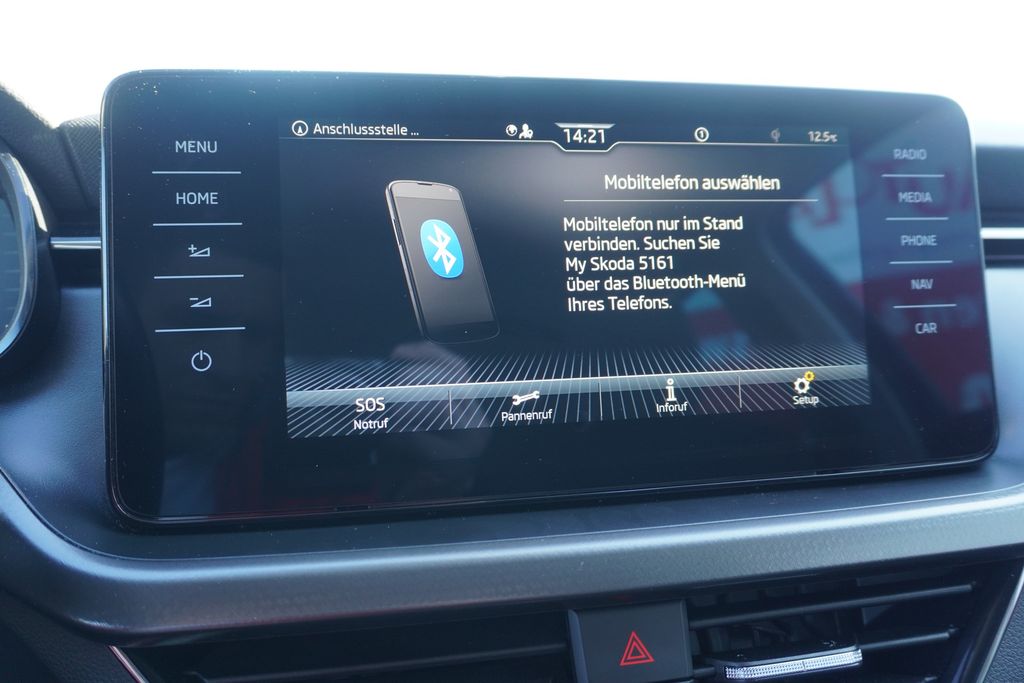 MENU
HOME
Anschlussstelle ...
14:21
1
12.5°C
Mobiltelefon auswählen
Mobiltelefon nur im Stand
verbinden. Suchen Sie
My Skoda 5161
über das Bluetooth-Menü
Ihres Telefons.
SOS
Notruf
Pannenruf
Inforuf
Setup
RADIO
MEDIA
PHONE
NAV
CAR